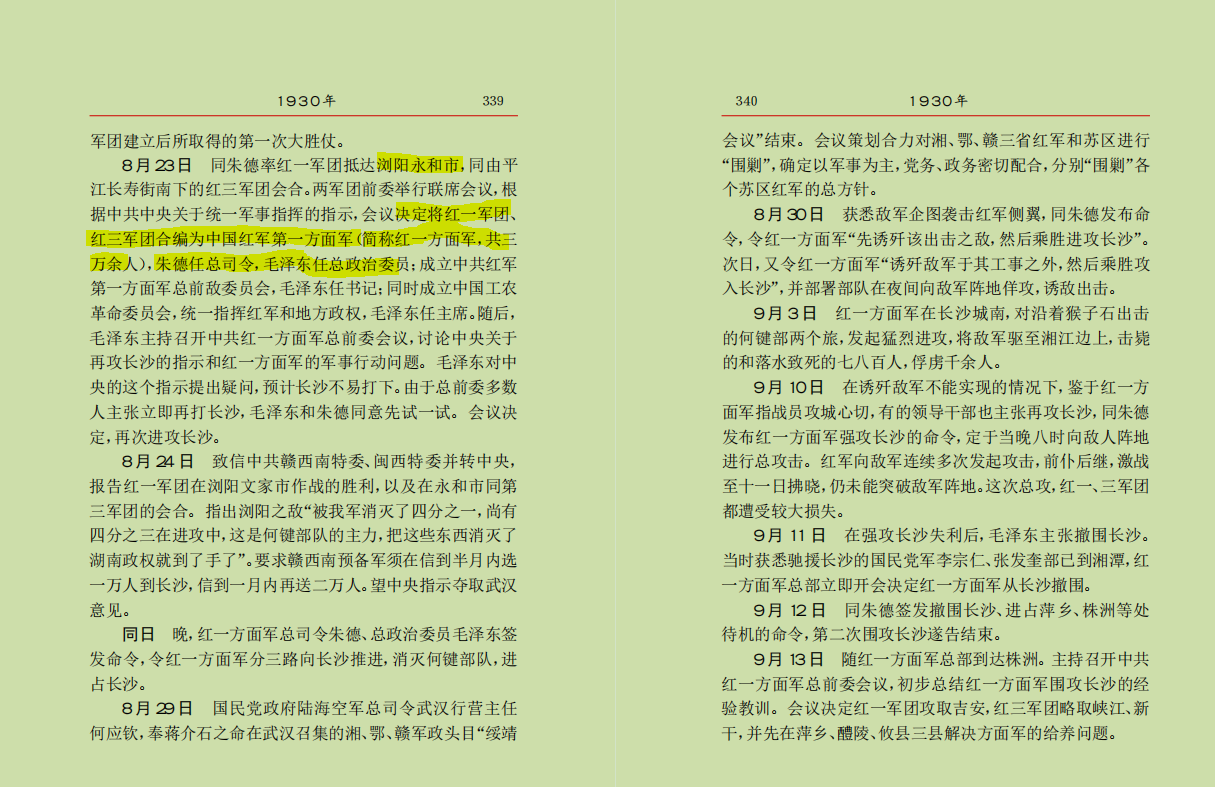 1930年 339
军团建立后所取得的第一次大胜仗。
8月23日 同朱德率红一军团抵达浏阳永和市,同由平
江长寿街南下的红三军团会合。两军团前委举行联席会议,根
据中共中央关于统一军事指挥的指示,会议决定将红一军团、
红三军团合编为中国红军第一方面军(简称红一方面军,共三
万余人),朱德任总司令,毛泽东任总政治委员;成立中共红军
第一方面军总前敌委员会,毛泽东任书记;同时成立中国工农
革命委员会,统一指挥红军和地方政权,毛泽东任主席。随后,
毛泽东主持召开中共红一方面军总前委会议,讨论中央关于
再攻长沙的指示和红一方面军的军事行动问题。毛泽东对中
央的这个指示提出疑问,预计长沙不易打下。由于总前委多数
人主张立即再打长沙,毛泽东和朱德同意先试一试。会议决
定,再次进攻长沙。
8月24日 致信中共赣西南特委、闽西特委并转中央,
报告红一军团在浏阳文家市作战的胜利,以及在永和市同第
三军团的会合。指出浏阳之敌“被我军消灭了四分之一,尚有
四分之三在进攻中,这是何键部队的主力,把这些东西消灭了
湖南政权就到了手了”。要求赣西南预备军须在信到半月内选
一万人到长沙,信到一月内再送二万人。望中央指示夺取武汉
意见。
同日 晚,红一方面军总司令朱德、总政治委员毛泽东签
发命令,令红一方面军分三路向长沙推进,消灭何键部队,进
占长沙。
8月29日 国民党政府陆海空军总司令武汉行营主任
何应钦,奉蒋介石之命在武汉召集的湘、鄂、赣军政头目“绥靖
340 1930年
会议”结束。会议策划合力对湘、鄂、赣三省红军和苏区进行
“围剿”,确定以军事为主,党务、政务密切配合,分别“围剿”各
个苏区红军的总方针。
8月30日 获悉敌军企图袭击红军侧翼,同朱德发布命
令,令红一方面军“先诱歼该出击之敌,然后乘胜进攻长沙”。
次日,又令红一方面军“诱歼敌军于其工事之外,然后乘胜攻
入长沙”,并部署部队在夜间向敌军阵地佯攻,诱敌出击。
9月3日 红一方面军在长沙城南,对沿着猴子石出击
的何键部两个旅,发起猛烈进攻,将敌军驱至湘江边上,击毙
的和落水致死的七八百人,俘虏千余人。
9月10日 在诱歼敌军不能实现的情况下,鉴于红一方
面军指战员攻城心切,有的领导干部也主张再攻长沙,同朱德
发布红一方面军强攻长沙的命令,定于当晚八时向敌人阵地
进行总攻击。红军向敌军连续多次发起攻击,前仆后继,激战
至十一日拂晓,仍未能突破敌军阵地。这次总攻,红一、三军团
都遭受较大损失。
9月11日 在强攻长沙失利后,毛泽东主张撤围长沙。
当时获悉驰援长沙的国民党军李宗仁、张发奎部已到湘潭,红
一方面军总部立即开会决定红一方面军从长沙撤围。
9月12日 同朱德签发撤围长沙、进占萍乡、株洲等处
待机的命令,第二次围攻长沙遂告结束。
9月13日 随红一方面军总部到达株洲。主持召开中共
红一方面军总前委会议,初步总结红一方面军围攻长沙的经
验教训。会议决定红一军团攻取吉安,红三军团略取峡江、新
干,并先在萍乡、醴陵、攸县三县解决方面军的给养问题。